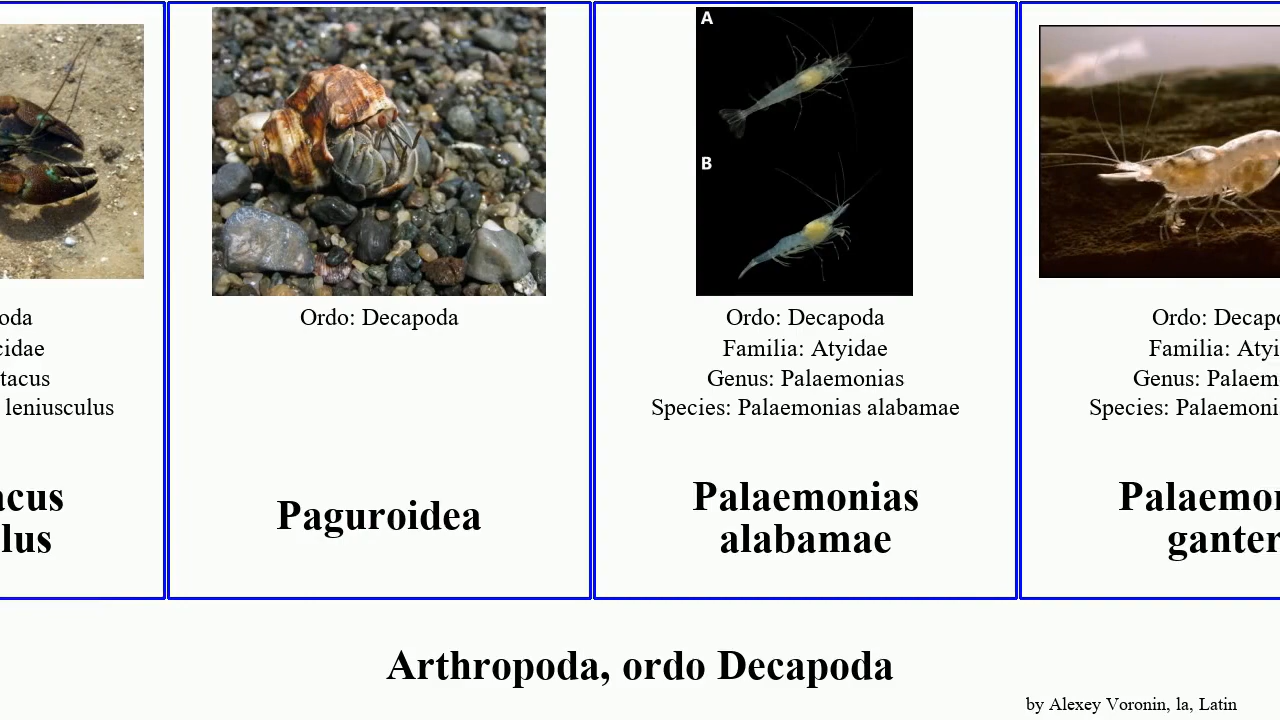 oda
cidae
tacus
leniusculus
acus
lus
Ordo: Decapoda
Paguroidea
A
B
Ordo: Decapoda
Familia: Atyidae
Genus: Palaemonias
Species: Palaemonias alabamae
Palaemonias
alabamae
Ordo: Decapo
Familia: Atyi
Genus: Palaem
Species: Palaemoni
Palaemon
ganter
Arthropoda, ordo Decapoda
by Alexey Voronin, la, Latin